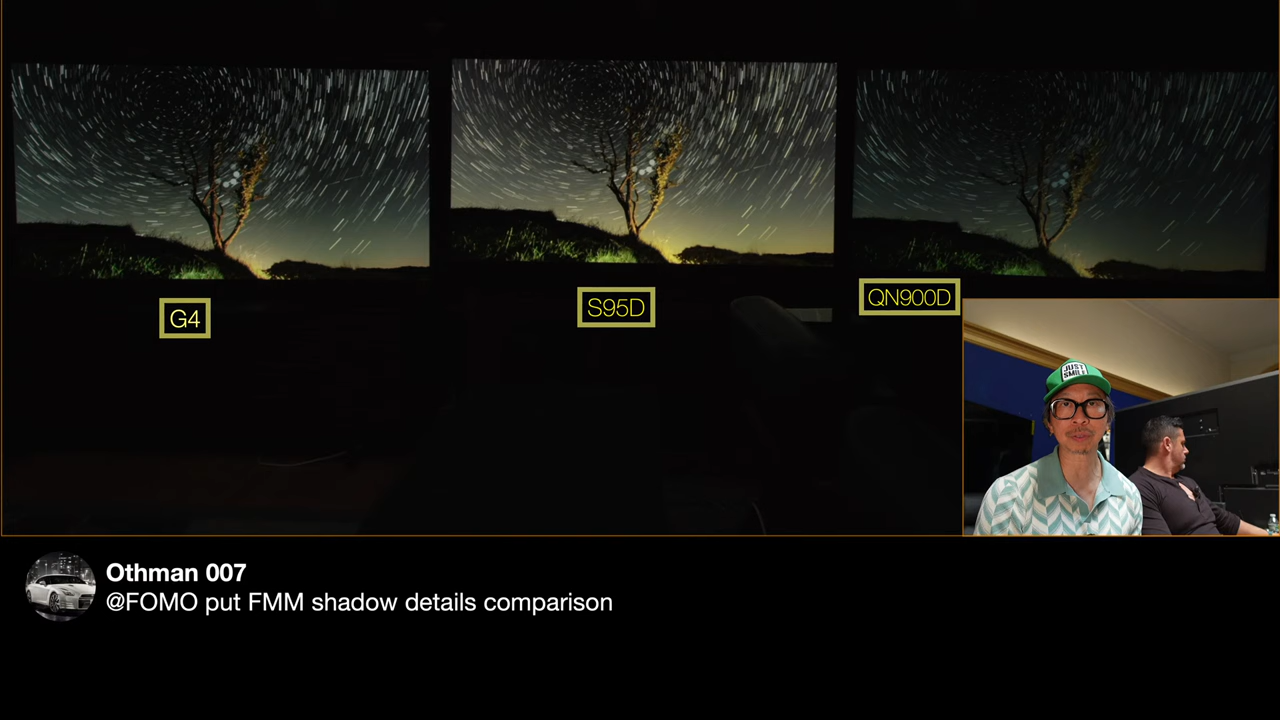 G4
S95D
QN900D
JUST
SMILE
Othman 007
@FOMO put FMM shadow details comparison